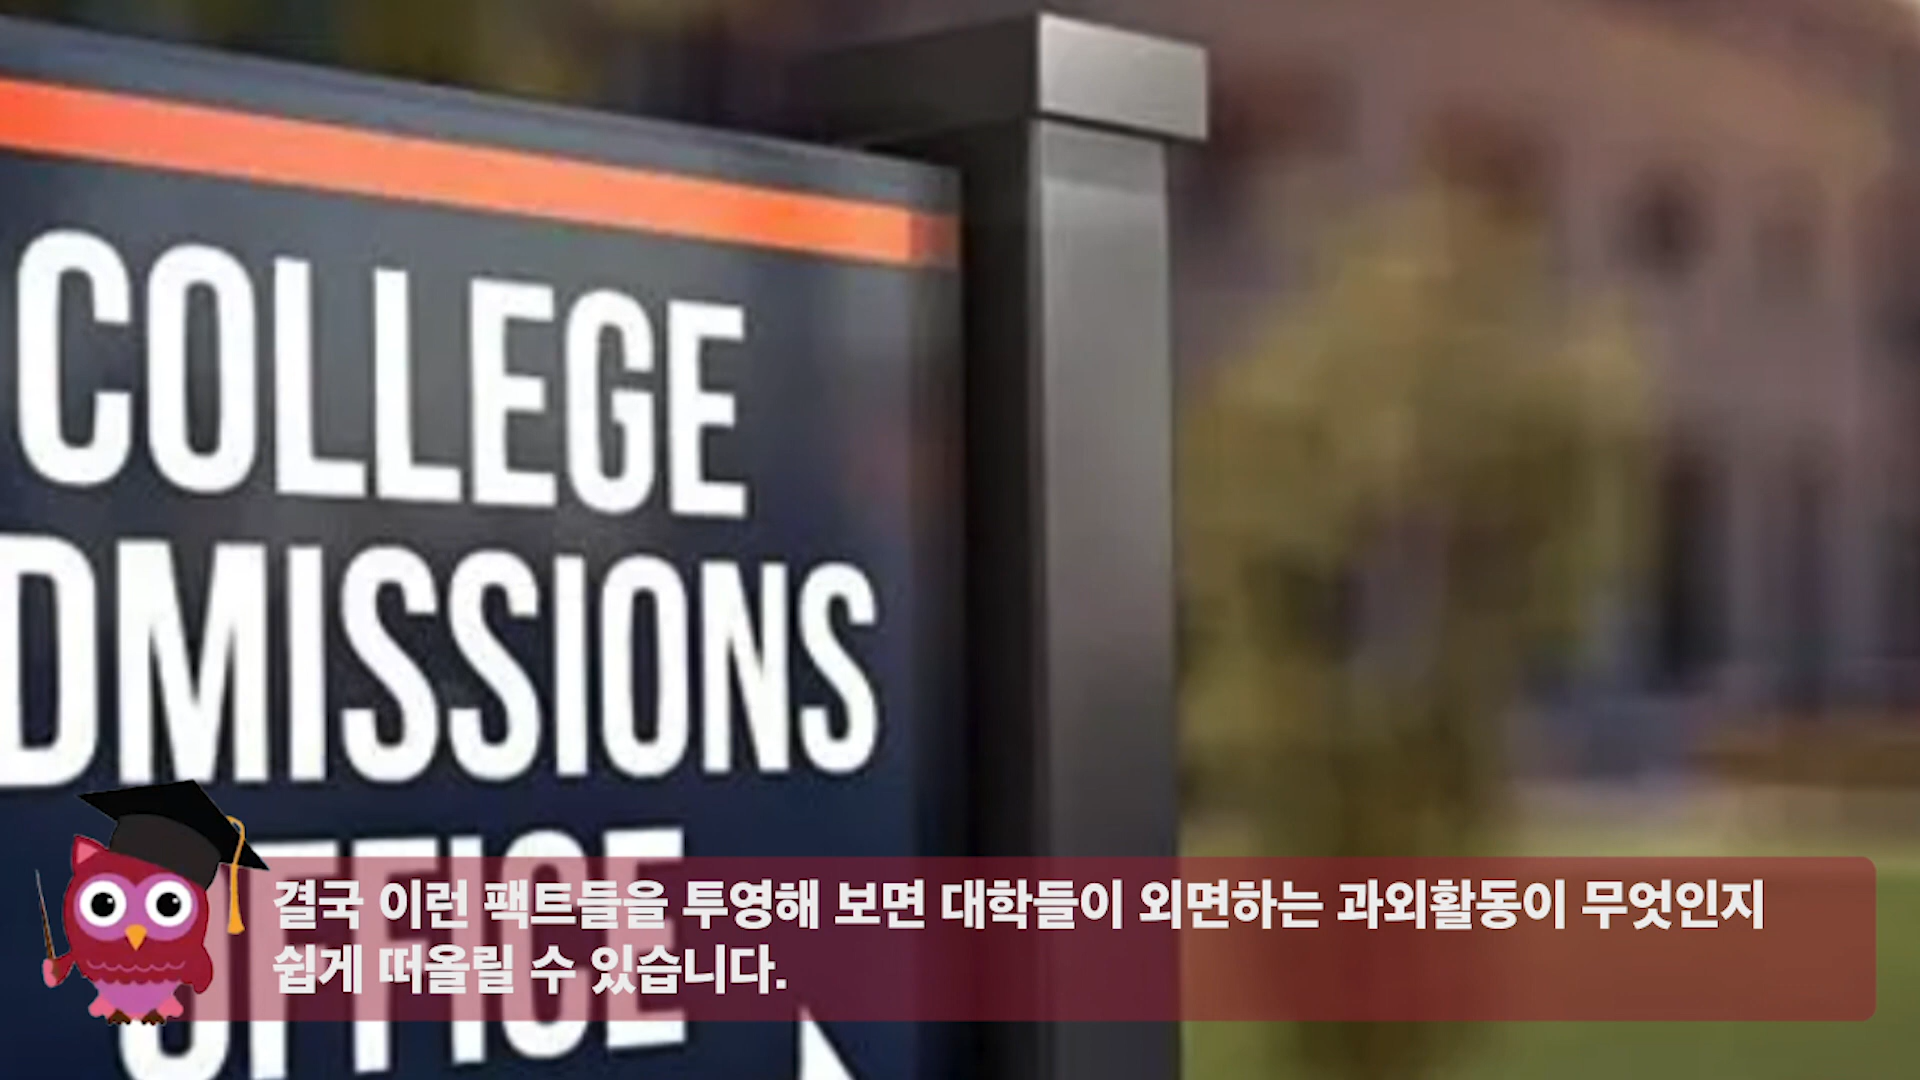 COLLEGE
DMISSIONS
OFFICE
결국 이런 팩트들을 투영해 보면 대학들이 외면하는 과외활동이 무엇인지
쉽게 떠올릴 수 있습니다.